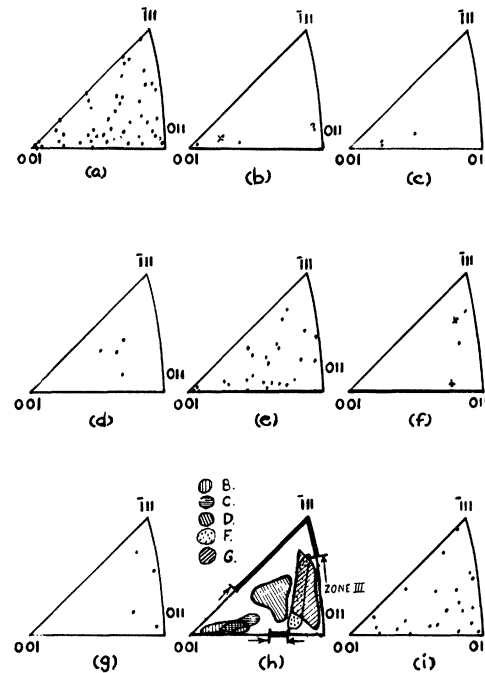 1̄11 1̄11 1̄11
011 011
001 001 001 01
(a) (b) (c)
1̄11 1̄11 1̄11
011 011
001 001 001 011
(d) (e) (f)
B.
C.
D.
F.
G.
1̄11 1̄11 1̄11
ZONE III
011 011
001 001 001 01
(g) (h) (i)